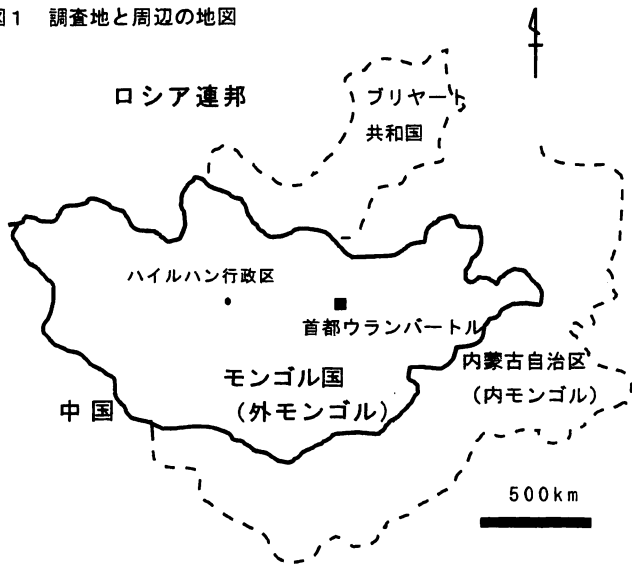 図1 調査地と周辺の地図
ロシア連邦
ブリヤート
共和国
ハイルハン行政区
首都ウランバートル
内蒙古自治区
(内モンゴル)
モンゴル国
(外モンゴル)
中国
500km